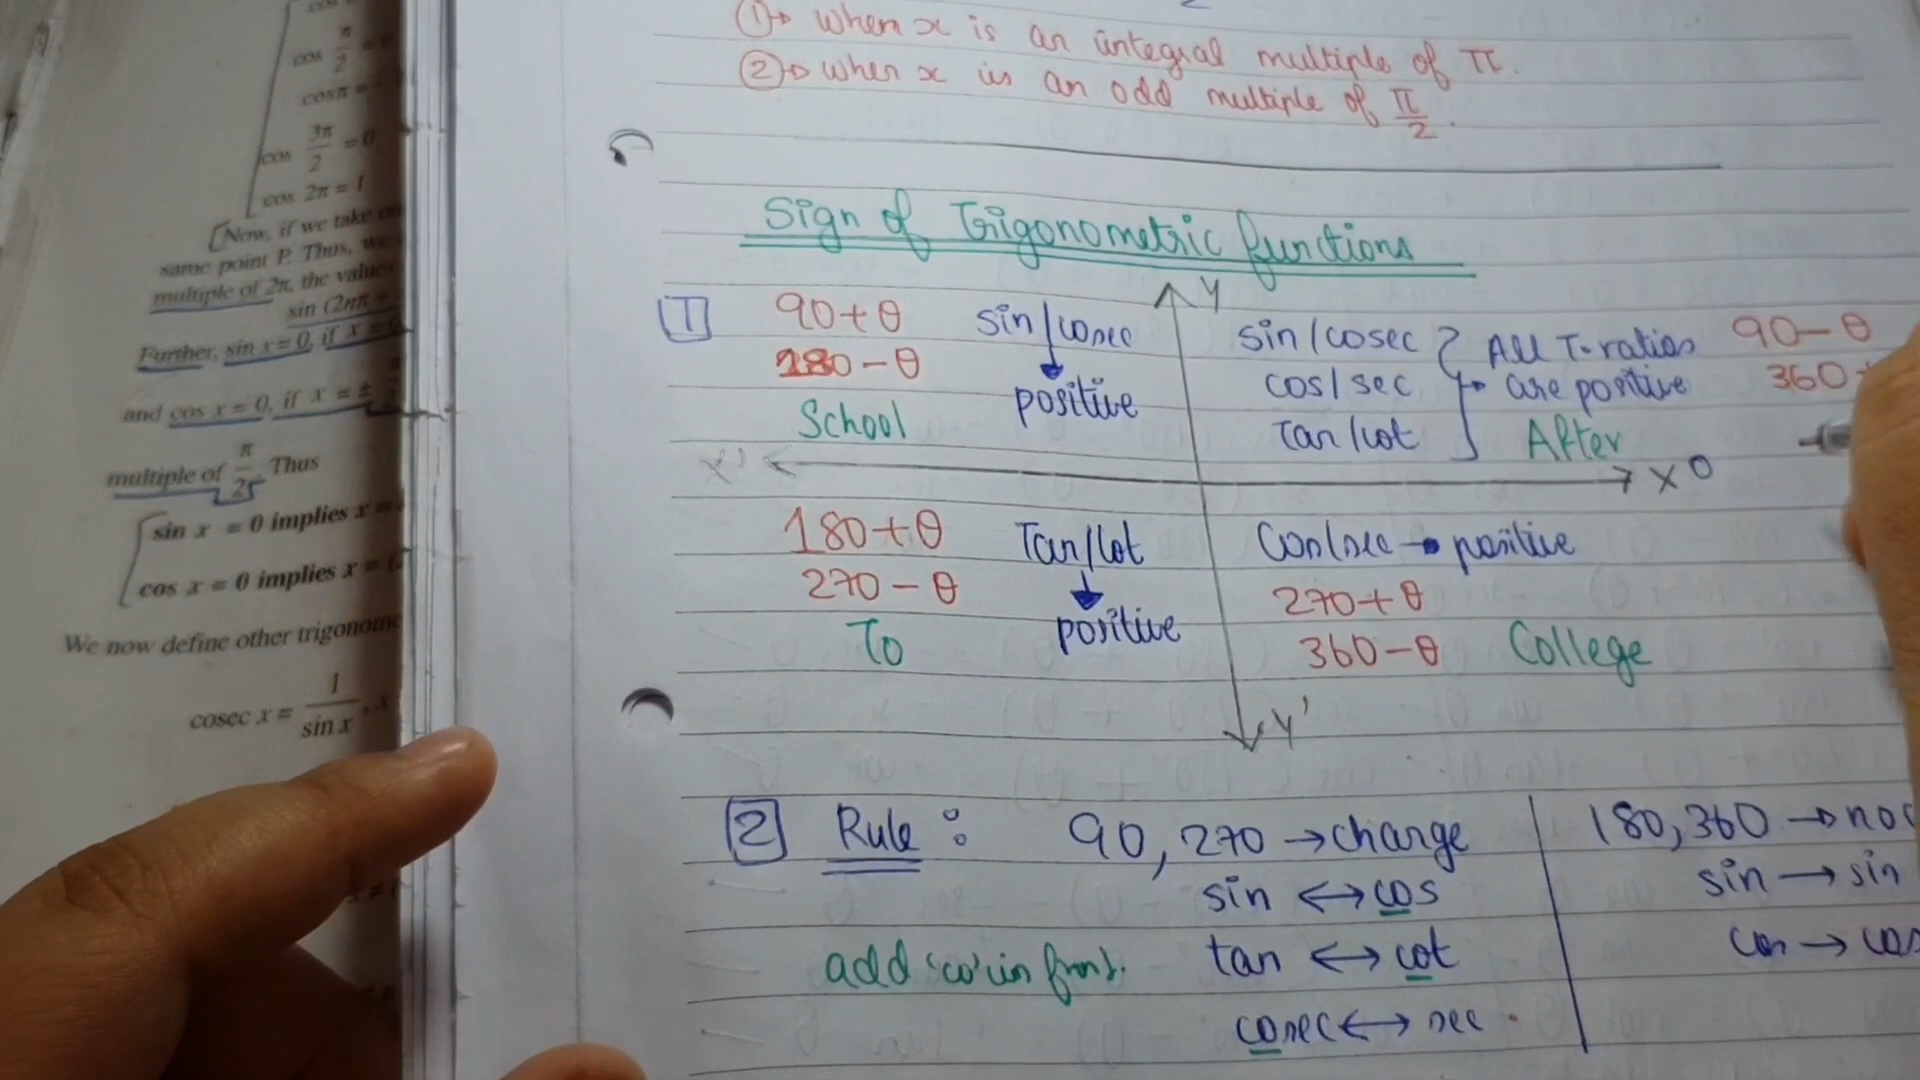 cos π/2 = 0
cos π =
cos 3π/2 = 0
cos 2π = 1
[Now, if we take
same point P. Thus, we
multiple of 2π, the values
sin (2nπ
Further, sin x = 0, if x =
and cos x = 0, if x = ±
multiple of π/2. Thus
sin x = 0 implies x =
cos x = 0 implies x = (
We now define other trigonome
cosec x = 1/sin x, x
① → when x is an integral multiple of π.
② → when x is an odd multiple of π/2.
Sign of Trigonometric functions
1 90+θ sin/cosec Y sin/cosec All T-ratios 90-θ
180-θ ↓ cos/sec → are positive 360
School positive Tan/cot After
X' X 0
180+θ Tan/cot Cos/sec → positive
270-θ ↓ 270+θ
To positive 360-θ College
Y'
2 Rule : 90, 270 → change 180, 360 → no
sin ↔ cos sin → sin
add 'co' in front. tan ↔ cot cos → cos
cosec ↔ sec